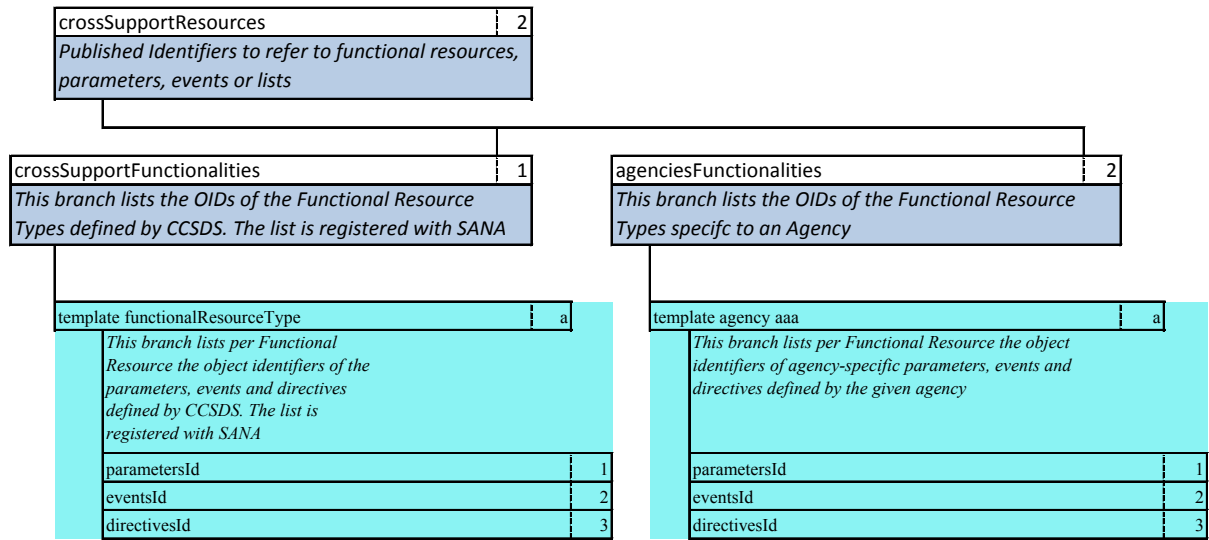 crossSupportResources 2
Published Identifiers to refer to functional resources,
parameters, events or lists
crossSupportFunctionalities 1
This branch lists the OIDs of the Functional Resource
Types defined by CCSDS. The list is registered with SANA
agenciesFunctionalities 2
This branch lists the OIDs of the Functional Resource
Types specifc to an Agency
template functionalResourceType a
This branch lists per Functional
Resource the object identifiers of the
parameters, events and directives
defined by CCSDS. The list is
registered with SANA
parametersId 1
eventsId 2
directivesId 3
template agency aaa a
This branch lists per Functional Resource the object
identifiers of agency-specific parameters, events and
directives defined by the given agency
parametersId 1
eventsId 2
directivesId 3